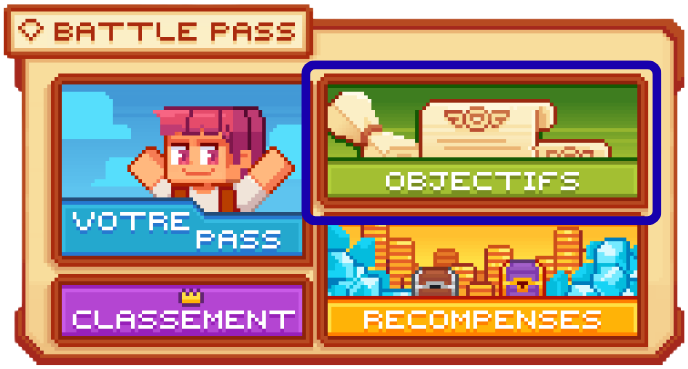 BATTLE PASS
VOTRE
PASS
OBJECTIFS
CLASSEMENT
RECOMPENSES